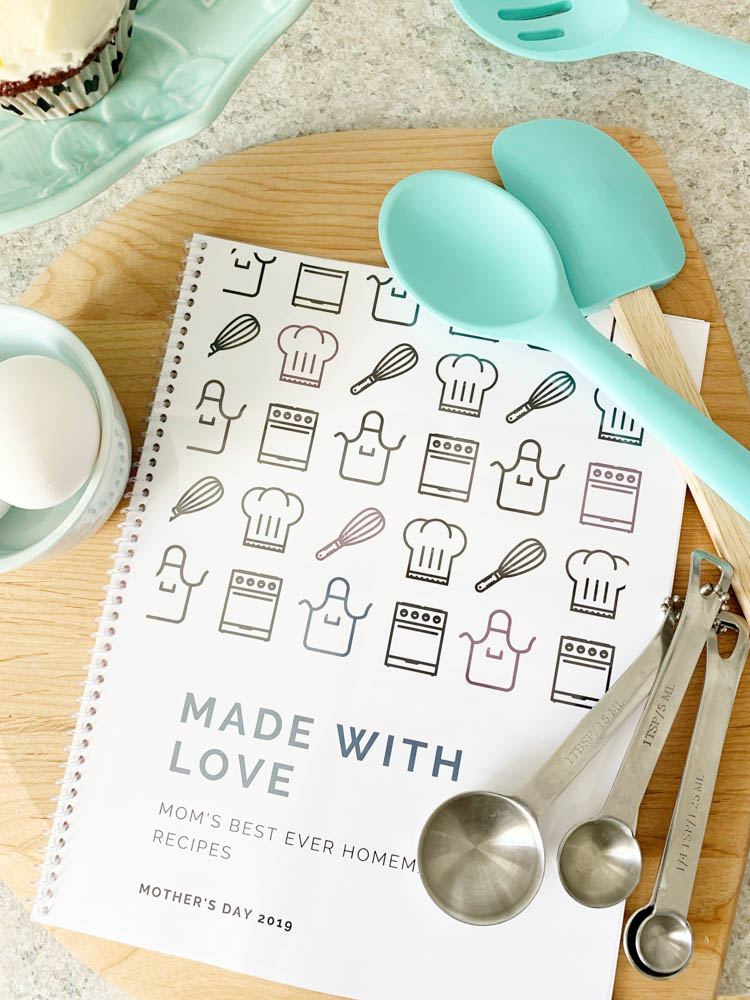 MADE WITH
LOVE
MOM'S BEST EVER
RECIPES
MOTHER'S DAY 2019
1TBSP/15 ML
1TSP/5 ML
1/4 TSP/1.25 ML